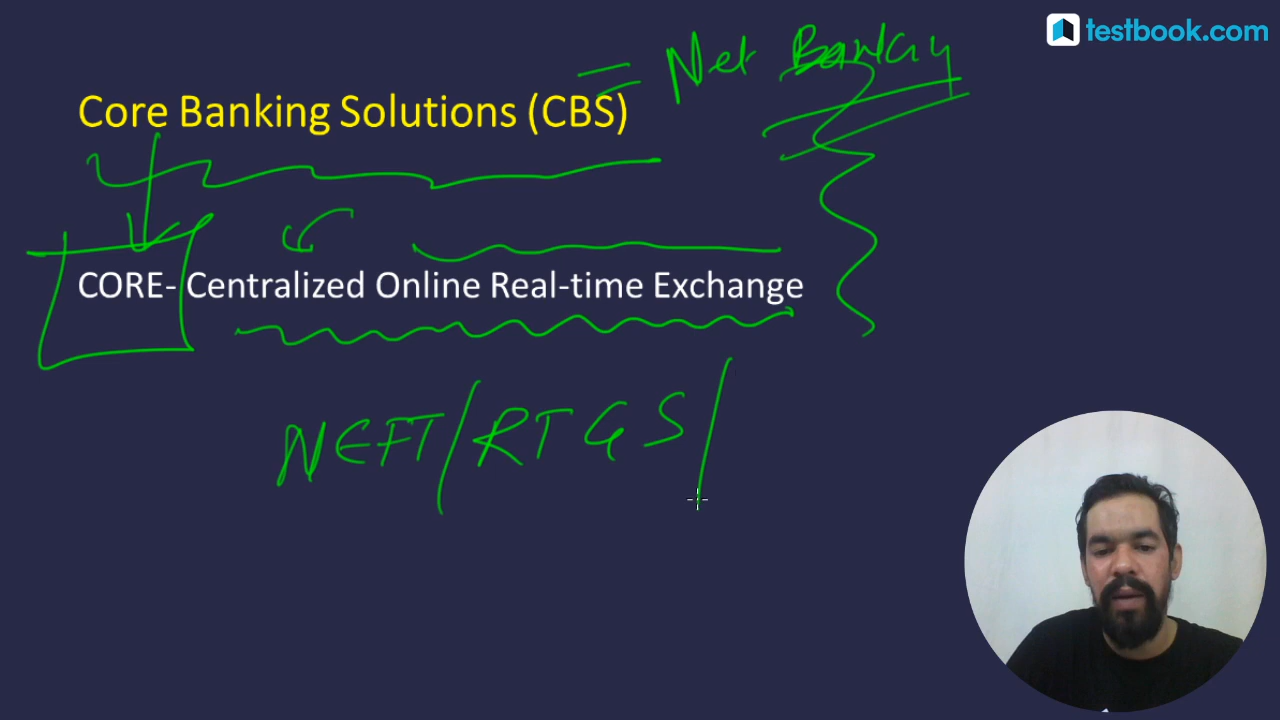 testbook.com
= Net Banking
Core Banking Solutions (CBS)
CORE- Centralized Online Real-time Exchange
NEFT/RTGS/